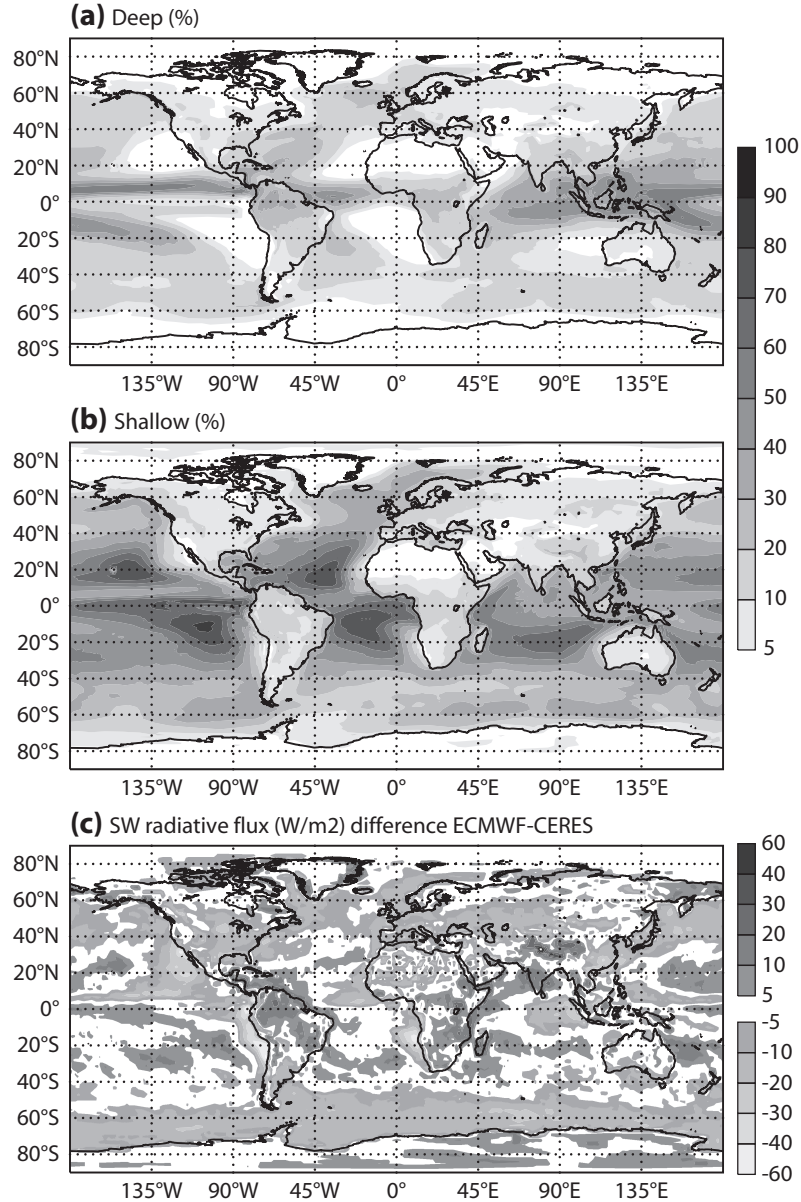 (a) Deep (%)
80°N
60°N
40°N
20°N
0°
20°S
40°S
60°S
80°S
135°W 90°W 45°W 0° 45°E 90°E 135°E
(b) Shallow (%)
80°N
60°N
40°N
20°N
0°
20°S
40°S
60°S
80°S
135°W 90°W 45°W 0° 45°E 90°E 135°E
100
90
80
70
60
50
40
30
20
10
5
(c) SW radiative flux (W/m2) difference ECMWF-CERES
80°N
60°N
40°N
20°N
0°
20°S
40°S
60°S
80°S
135°W 90°W 45°W 0° 45°E 90°E 135°E
60
40
30
20
10
5
-5
-10
-20
-30
-40
-60